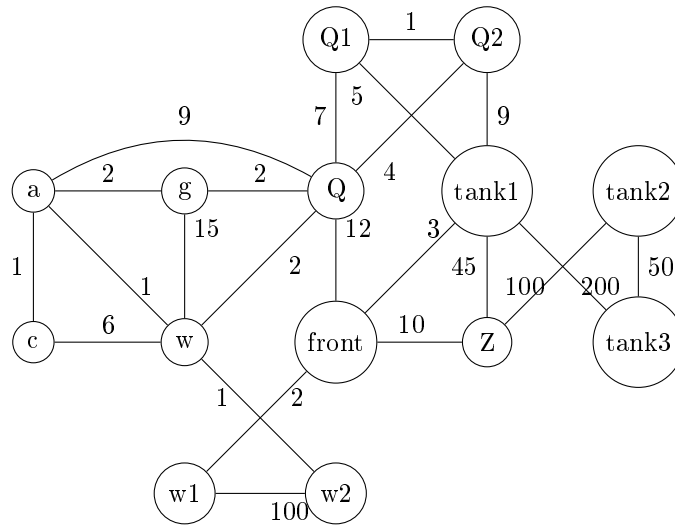 Q1 1 Q2
9 7 5 9
a 2 g 2 Q 4 tank1 tank2
15 12 3
1 1 2 45 100 200 50
c 6 w front 10 Z tank3
1 2
w1 100 w2